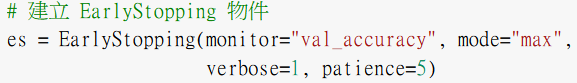 # 建立 EarlyStopping 物件
es = EarlyStopping(monitor="val_accuracy", mode="max",
                   verbose=1, patience=5)